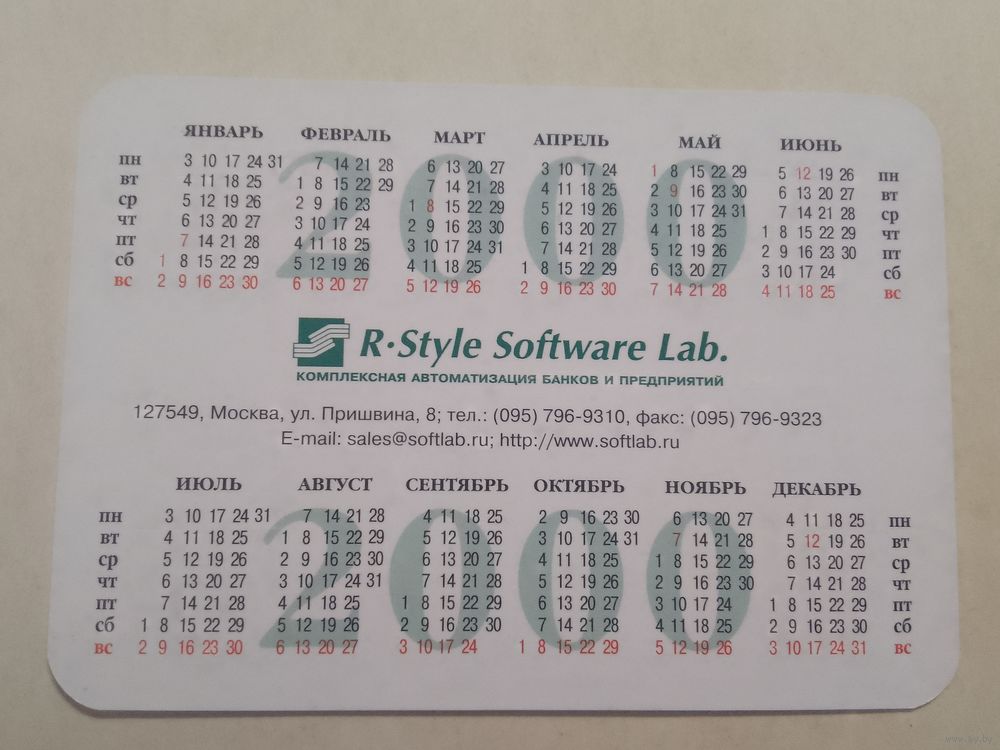 ЯНВАРЬ ФЕВРАЛЬ МАРТ АПРЕЛЬ МАЙ ИЮНЬ
пн 3 10 17 24 31 7 14 21 28 6 13 20 27 3 10 17 24 1 8 15 22 29 5 12 19 26 пн
вт 4 11 18 25 1 8 15 22 29 7 14 21 28 4 11 18 25 2 9 16 23 30 6 13 20 27 вт
ср 5 12 19 26 2 9 16 23 1 8 15 22 29 5 12 19 26 3 10 17 24 31 7 14 21 28 ср
чт 6 13 20 27 3 10 17 24 2 9 16 23 30 6 13 20 27 4 11 18 25 1 8 15 22 29 чт
пт 7 14 21 28 4 11 18 25 3 10 17 24 31 7 14 21 28 5 12 19 26 2 9 16 23 30 пт
сб 1 8 15 22 29 5 12 19 26 4 11 18 25 1 8 15 22 29 6 13 20 27 3 10 17 24 сб
вс 2 9 16 23 30 6 13 20 27 5 12 19 26 2 9 16 23 30 7 14 21 28 4 11 18 25 вс
2000
R·Style Software Lab.
КОМПЛЕКСНАЯ АВТОМАТИЗАЦИЯ БАНКОВ И ПРЕДПРИЯТИЙ
127549, Москва, ул. Пришвина, 8; тел.: (095) 796-9310, факс: (095) 796-9323
E-mail: sales@softlab.ru; http://www.softlab.ru
ИЮЛЬ АВГУСТ СЕНТЯБРЬ ОКТЯБРЬ НОЯБРЬ ДЕКАБРЬ
пн 3 10 17 24 31 7 14 21 28 4 11 18 25 2 9 16 23 30 6 13 20 27 4 11 18 25 пн
вт 4 11 18 25 1 8 15 22 29 5 12 19 26 3 10 17 24 31 7 14 21 28 5 12 19 26 вт
ср 5 12 19 26 2 9 16 23 30 6 13 20 27 4 11 18 25 1 8 15 22 29 6 13 20 27 ср
чт 6 13 20 27 3 10 17 24 31 7 14 21 28 5 12 19 26 2 9 16 23 30 7 14 21 28 чт
пт 7 14 21 28 4 11 18 25 1 8 15 22 29 6 13 20 27 3 10 17 24 1 8 15 22 29 пт
сб 1 8 15 22 29 5 12 19 26 2 9 16 23 30 7 14 21 28 4 11 18 25 2 9 16 23 30 сб
вс 2 9 16 23 30 6 13 20 27 3 10 17 24 1 8 15 22 29 5 12 19 26 3 10 17 24 31 вс
2000